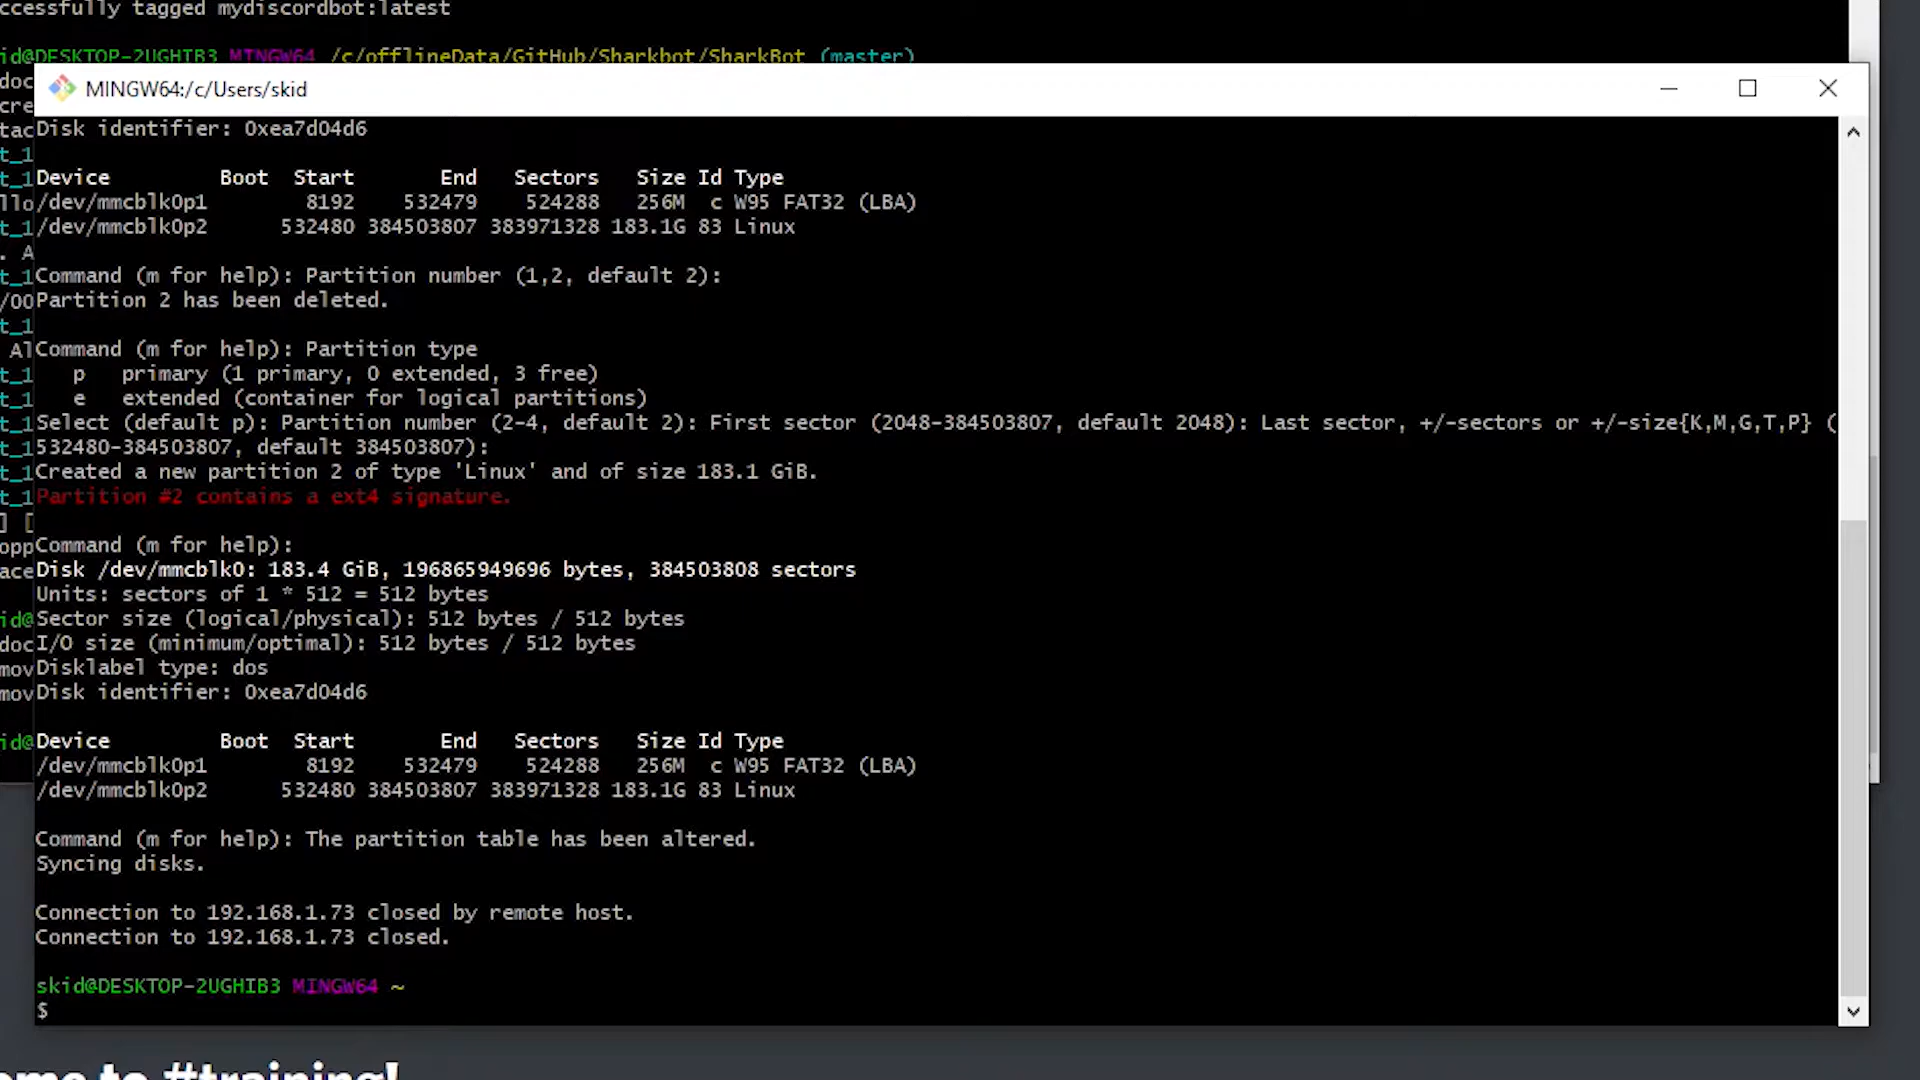 ccessfully tagged mydiscordbot:latest
id@DESKTOP-2UGHIB3 MINGW64 /c/offlineData/GitHub/Sharkbot/SharkBot (master)
MINGW64:/c/Users/skid
Disk identifier: 0xea7d04d6
Device Boot Start End Sectors Size Id Type
/dev/mmcblk0p1 8192 532479 524288 256M c W95 FAT32 (LBA)
/dev/mmcblk0p2 532480 384503807 383971328 183.1G 83 Linux
Command (m for help): Partition number (1,2, default 2):
Partition 2 has been deleted.
Command (m for help): Partition type
p primary (1 primary, 0 extended, 3 free)
e extended (container for logical partitions)
Select (default p): Partition number (2-4, default 2): First sector (2048-384503807, default 2048): Last sector, +/-sectors or +/-size{K,M,G,T,P} (
532480-384503807, default 384503807):
Created a new partition 2 of type 'Linux' and of size 183.1 GiB.
Partition #2 contains a ext4 signature.
Command (m for help):
Disk /dev/mmcblk0: 183.4 GiB, 196865949696 bytes, 384503808 sectors
Units: sectors of 1 * 512 = 512 bytes
Sector size (logical/physical): 512 bytes / 512 bytes
I/O size (minimum/optimal): 512 bytes / 512 bytes
Disklabel type: dos
Disk identifier: 0xea7d04d6
Device Boot Start End Sectors Size Id Type
/dev/mmcblk0p1 8192 532479 524288 256M c W95 FAT32 (LBA)
/dev/mmcblk0p2 532480 384503807 383971328 183.1G 83 Linux
Command (m for help): The partition table has been altered.
Syncing disks.
Connection to 192.168.1.73 closed by remote host.
Connection to 192.168.1.73 closed.
skid@DESKTOP-2UGHIB3 MINGW64 ~
$
ome to #training!